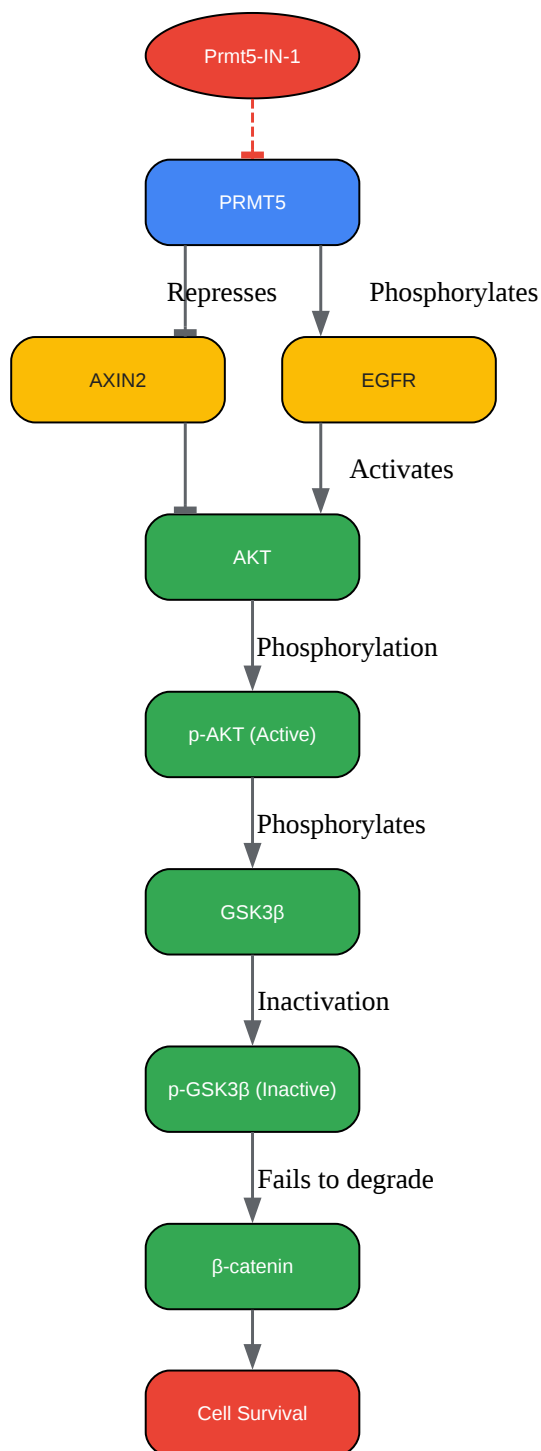 Prmt5-IN-1
PRMT5
Represses
Phosphorylates
AXIN2
EGFR
Activates
AKT
Phosphorylation
p-AKT (Active)
Phosphorylates
GSK3β
Inactivation
p-GSK3β (Inactive)
Fails to degrade
β-catenin
Cell Survival